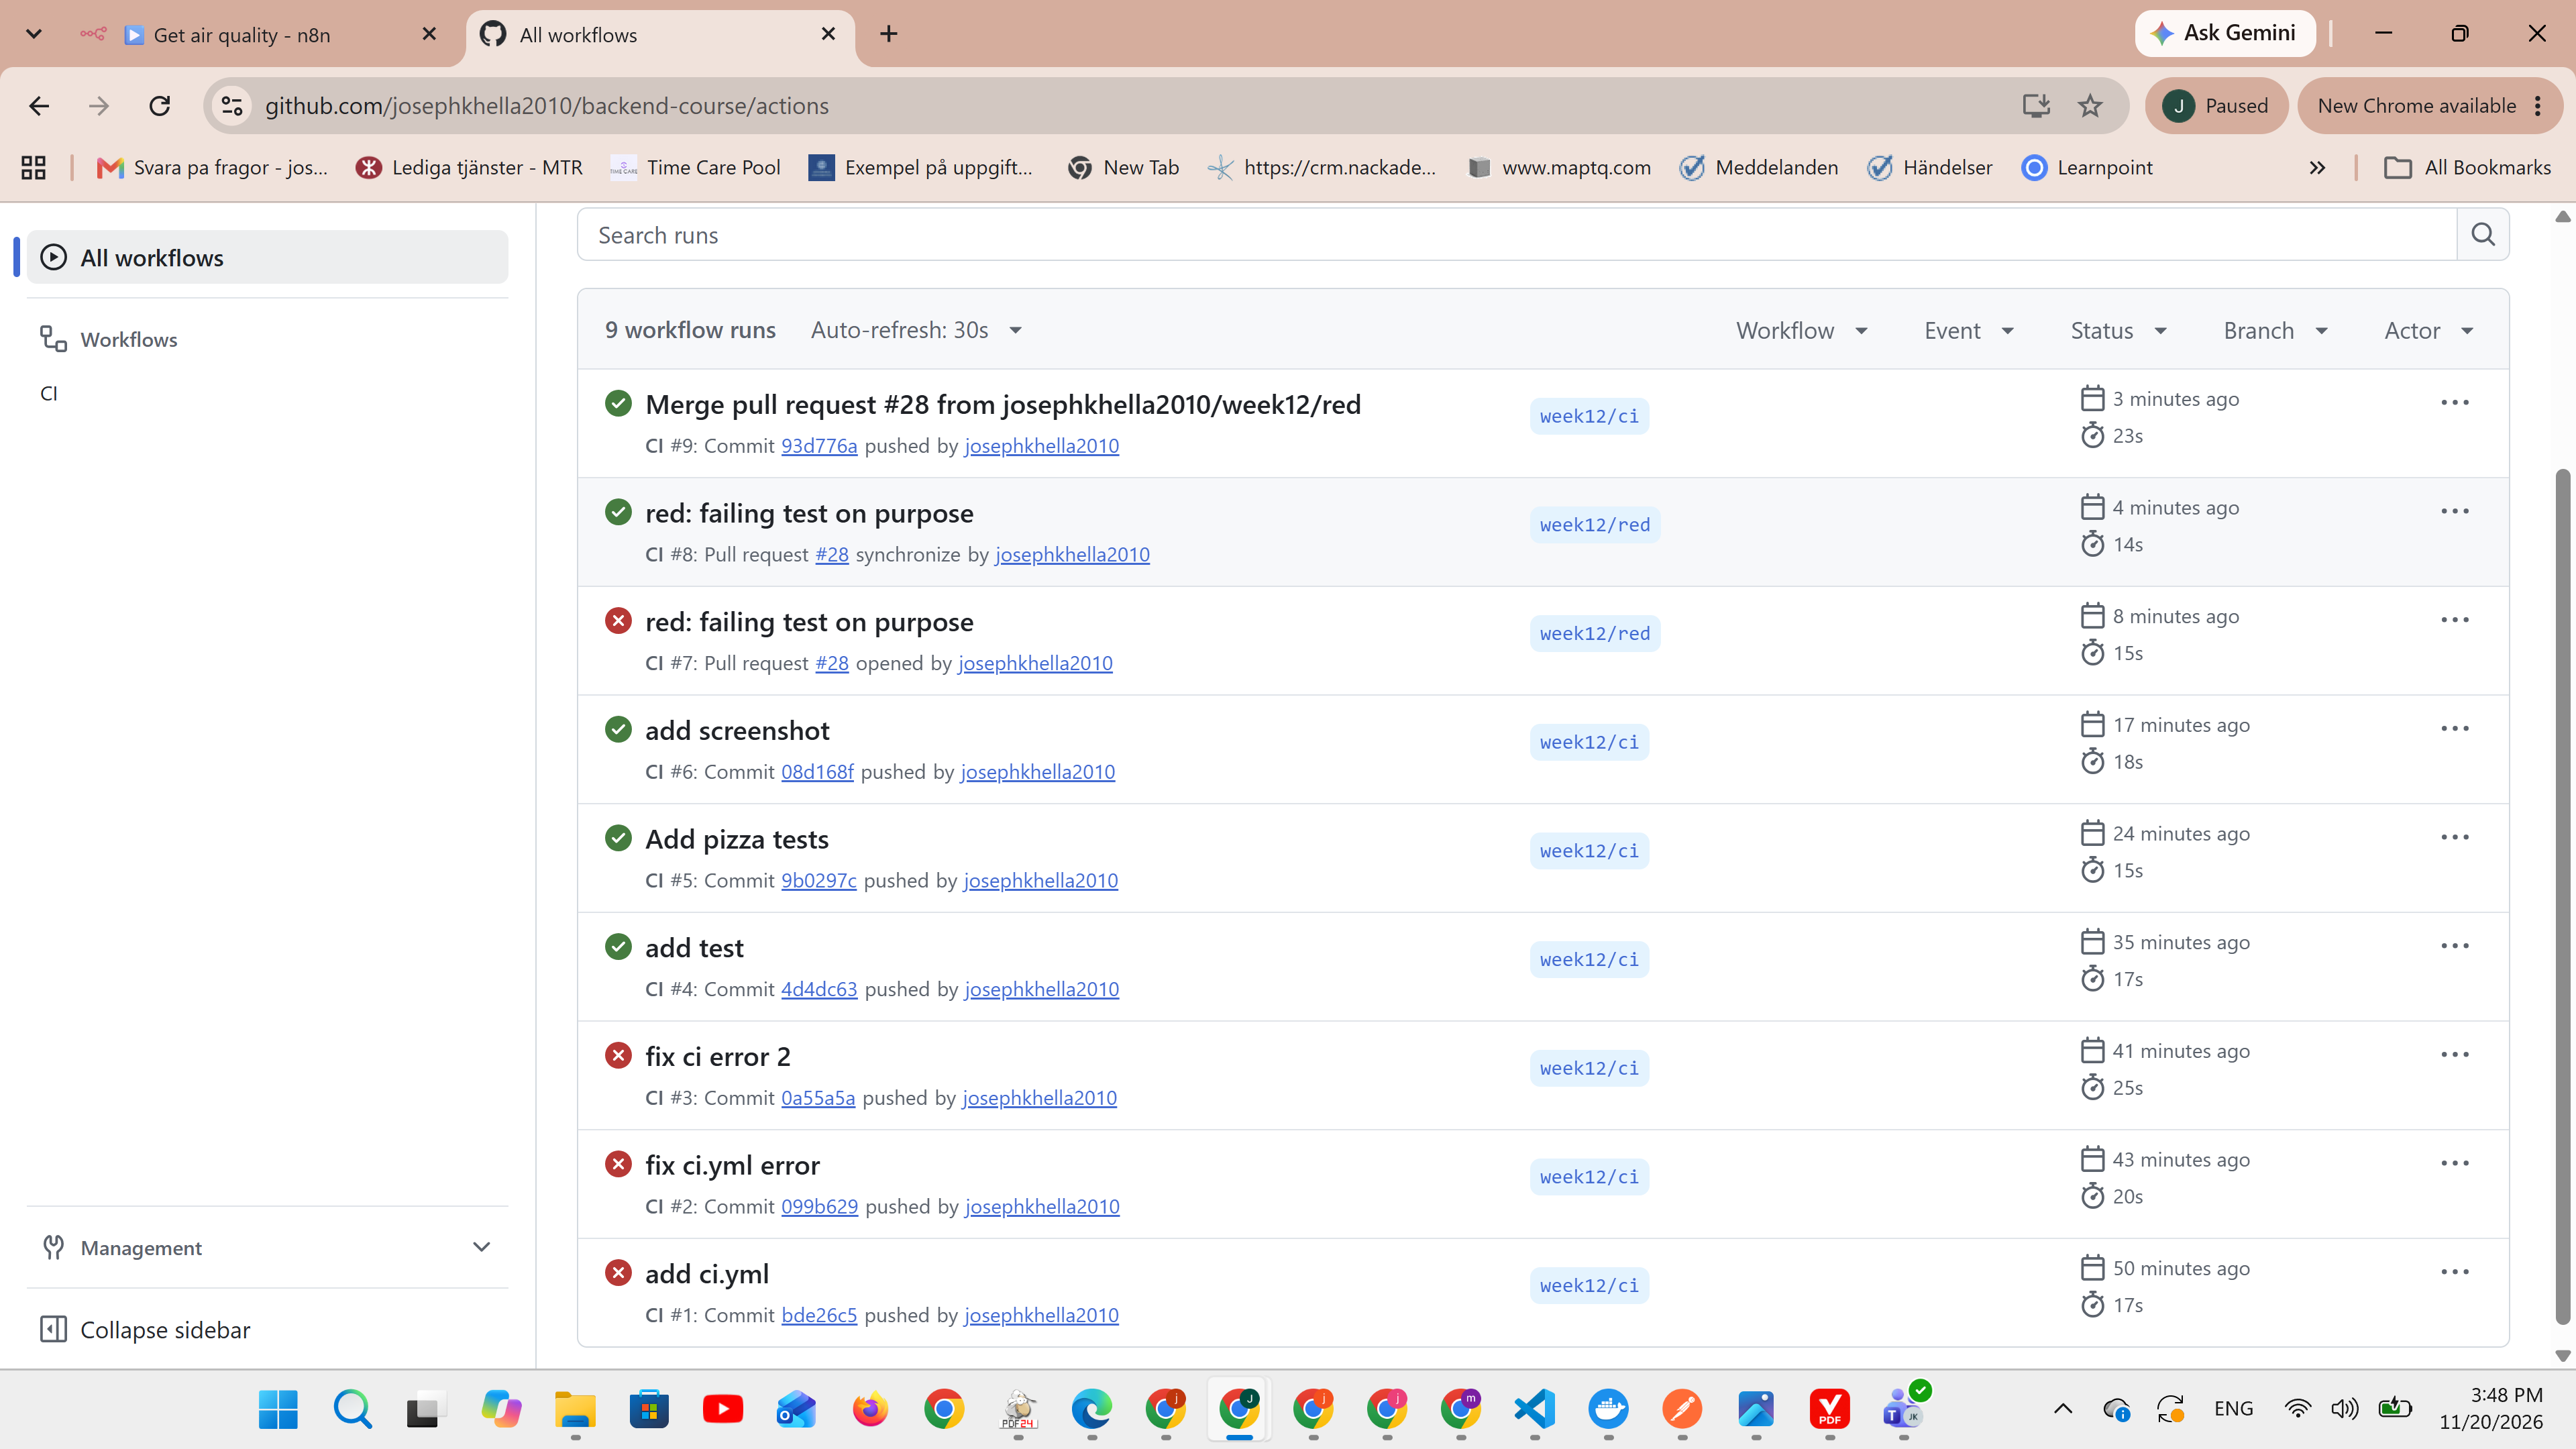 Get air quality - n8n
All workflows
Ask Gemini
github.com/josephkhella2010/backend-course/actions
J Paused
New Chrome available
Svara pa fragor - jos...
Lediga tjänster - MTR
Time Care Pool
Exempel på uppgift...
New Tab
https://crm.nackade...
www.maptq.com
Meddelanden
Händelser
Learnpoint
All Bookmarks
All workflows
Workflows
CI
Management
Collapse sidebar
Search runs
9 workflow runs Auto-refresh: 30s Workflow Event Status Branch Actor
Merge pull request #28 from josephkhella2010/week12/red
CI #9: Commit 93d776a pushed by josephkhella2010
week12/ci
3 minutes ago
23s
red: failing test on purpose
CI #8: Pull request #28 synchronize by josephkhella2010
week12/red
4 minutes ago
14s
red: failing test on purpose
CI #7: Pull request #28 opened by josephkhella2010
week12/red
8 minutes ago
15s
add screenshot
CI #6: Commit 08d168f pushed by josephkhella2010
week12/ci
17 minutes ago
18s
Add pizza tests
CI #5: Commit 9b0297c pushed by josephkhella2010
week12/ci
24 minutes ago
15s
add test
CI #4: Commit 4d4dc63 pushed by josephkhella2010
week12/ci
35 minutes ago
17s
fix ci error 2
CI #3: Commit 0a55a5a pushed by josephkhella2010
week12/ci
41 minutes ago
25s
fix ci.yml error
CI #2: Commit 099b629 pushed by josephkhella2010
week12/ci
43 minutes ago
20s
add ci.yml
CI #1: Commit bde26c5 pushed by josephkhella2010
week12/ci
50 minutes ago
17s
PDF24
j
J
j
j
m
PDF
T JK
ENG
3:48 PM
11/20/2026